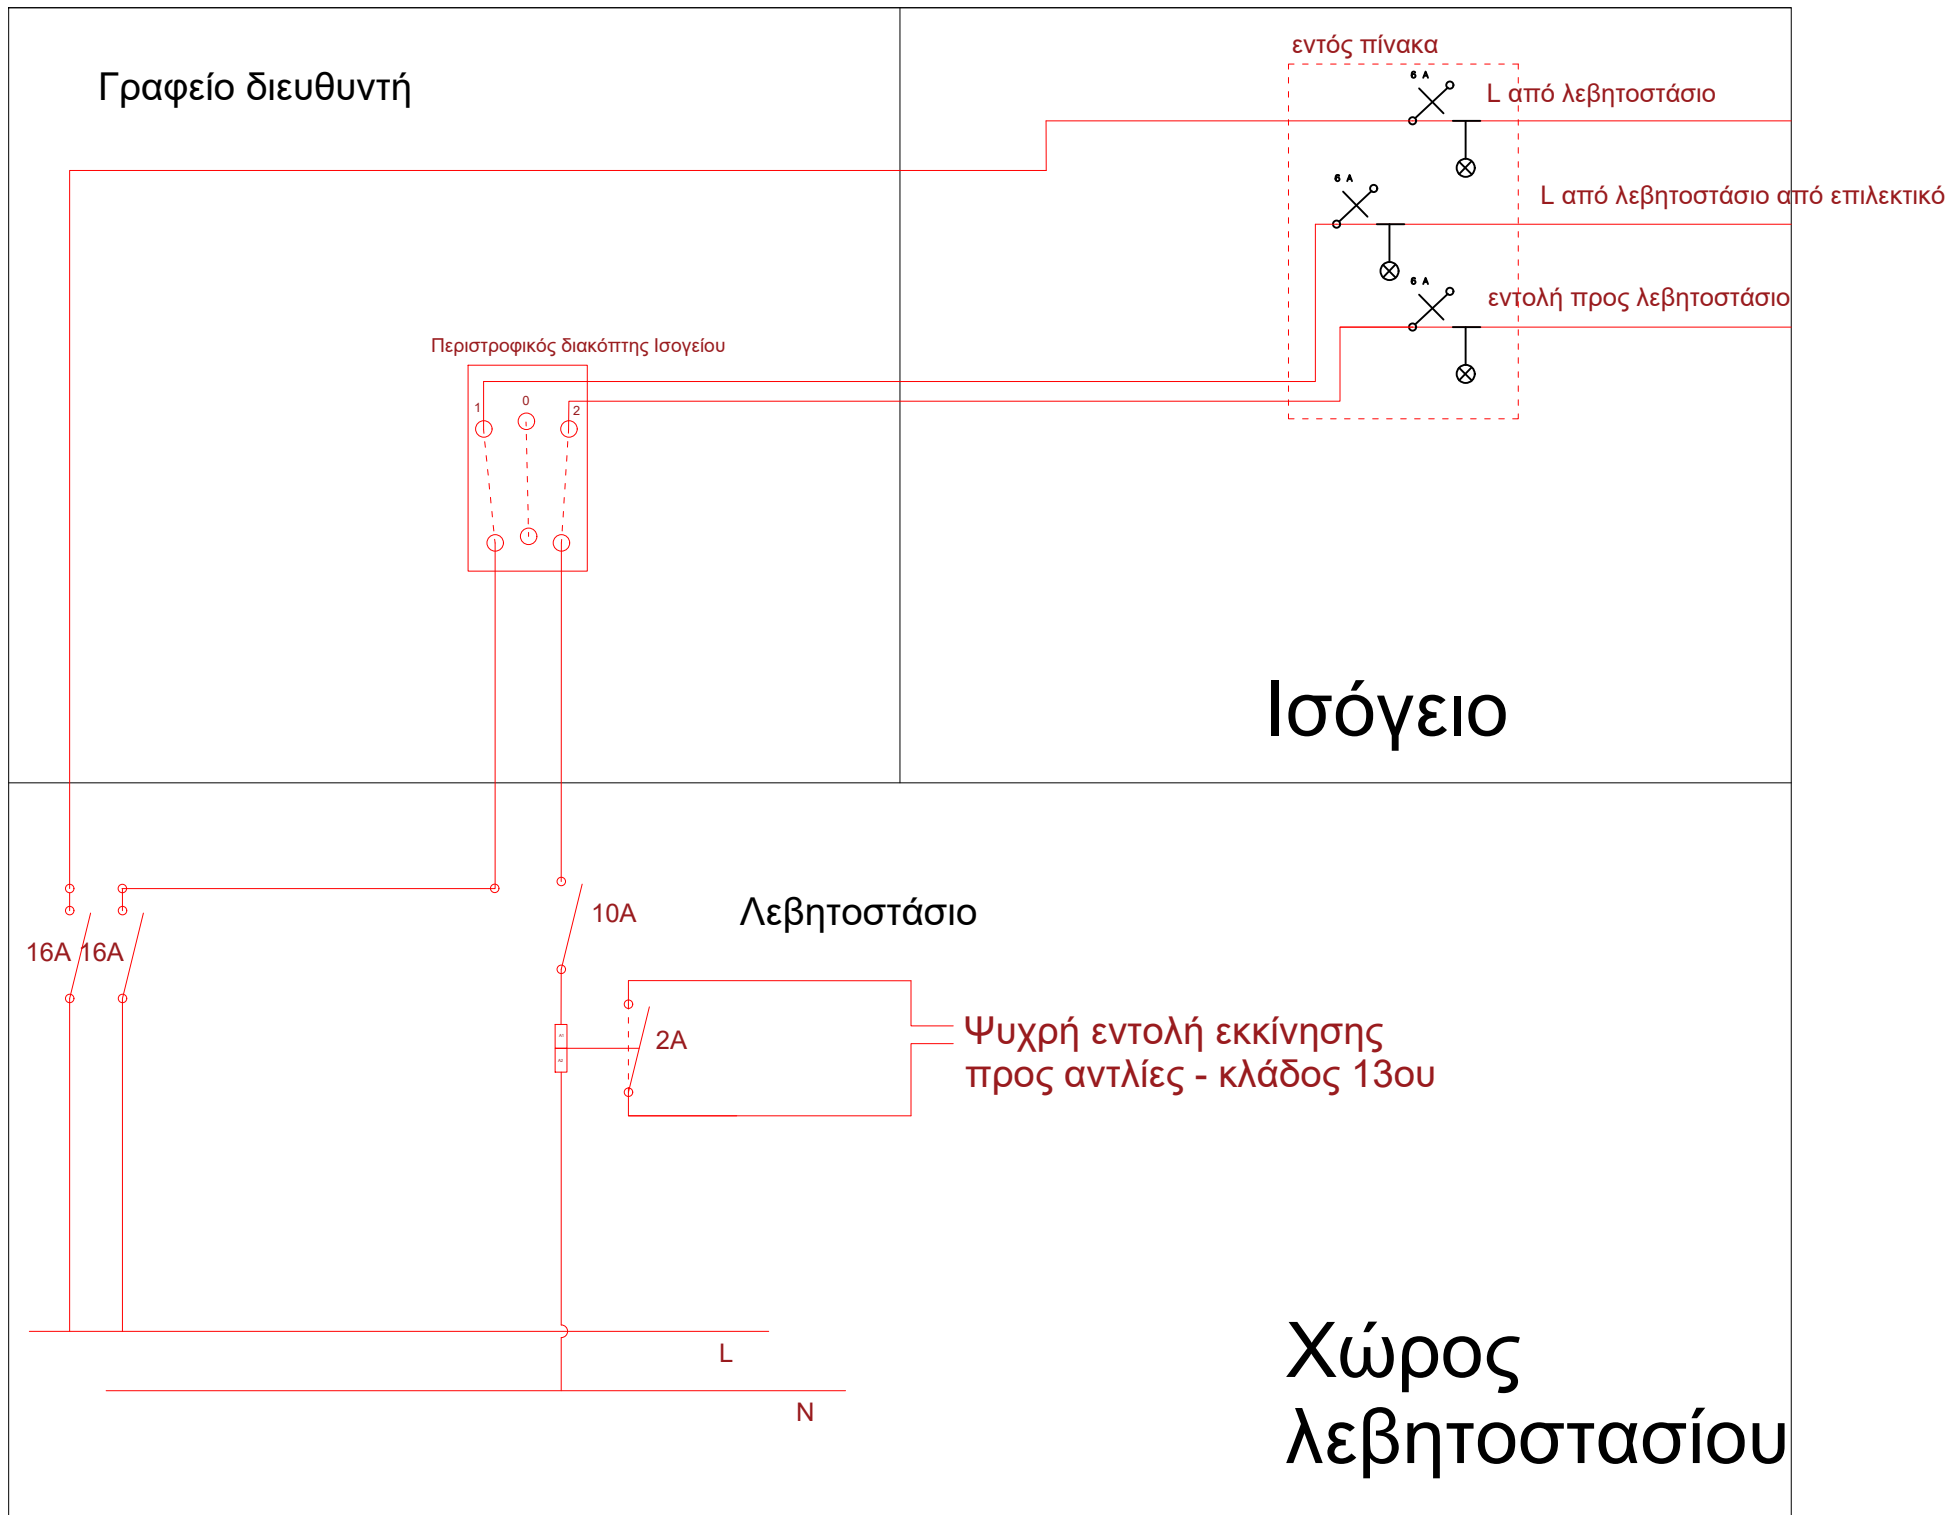 εντός πίνακα
Γραφείο διευθυντή
6 A
L από λεβητοστάσιο
6 A
L από λεβητοστάσιο από επιλεκτικό
6 A
εντολή προς λεβητοστάσιο
Περιστροφικός διακόπτης Ισογείου
1
0
2
Ισόγειο
16A
16A
10A
Λεβητοστάσιο
2A
Ψυχρή εντολή εκκίνησης
προς αντλίες - κλάδος 13ου
L
N
Χώρος
λεβητοστασίου